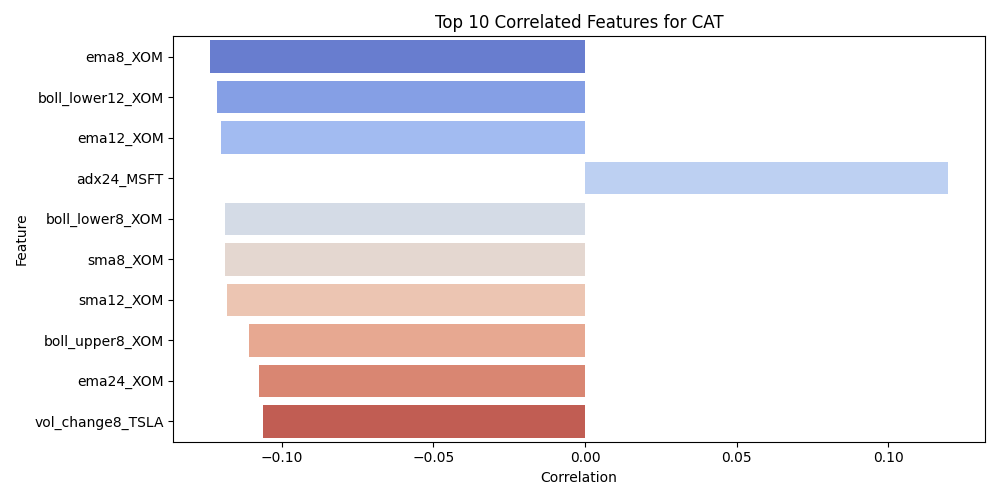 Top 10 Correlated Features for CAT
Feature
ema8_XOM
boll_lower12_XOM
ema12_XOM
adx24_MSFT
boll_lower8_XOM
sma8_XOM
sma12_XOM
boll_upper8_XOM
ema24_XOM
vol_change8_TSLA
−0.10 −0.05 0.00 0.05 0.10
Correlation